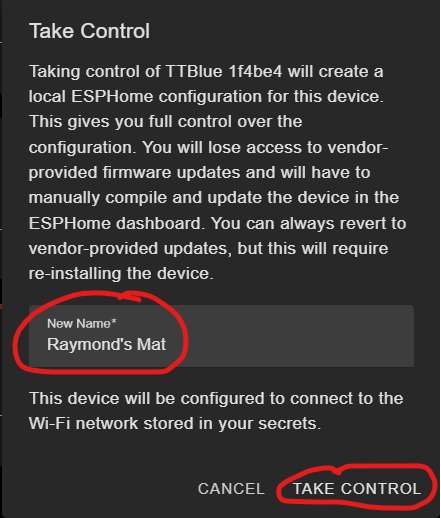 Take Control
Taking control of TTBlue 1f4be4 will create a
local ESPHome configuration for this device.
This gives you full control over the
configuration. You will lose access to vendor-
provided firmware updates and will have to
manually compile and update the device in the
ESPHome dashboard. You can always revert to
vendor-provided updates, but this will require
re-installing the device.
New Name*
Raymond's Mat
This device will be configured to connect to the
Wi-Fi network stored in your secrets.
CANCEL TAKE CONTROL